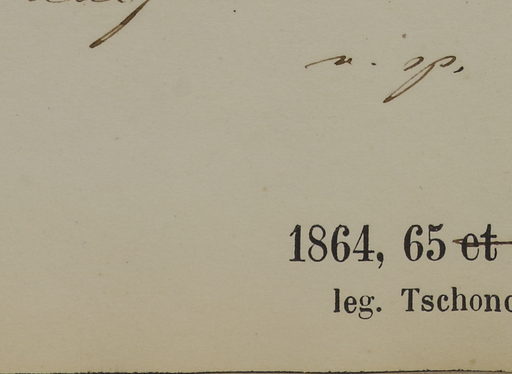 n. sp.
1864, 65 et
leg. Tschono